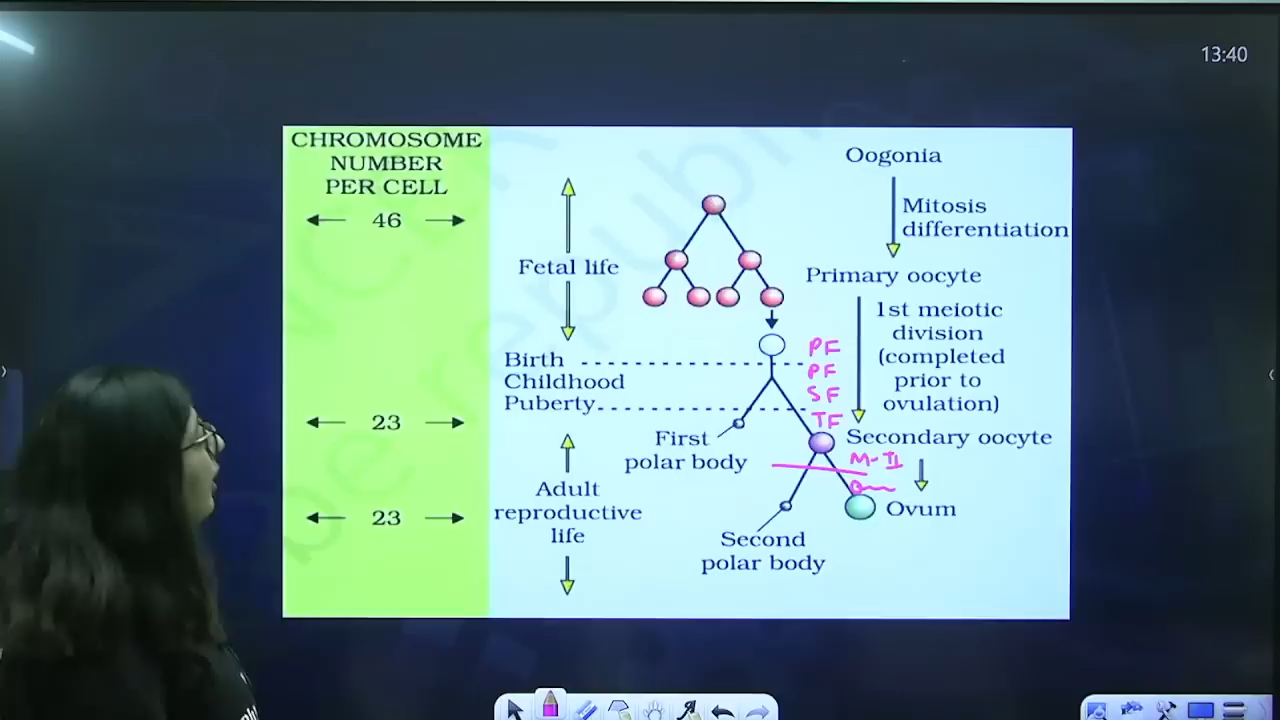 13:40
CHROMOSOME
NUMBER
PER CELL
46
23
23
Fetal life
Birth
Childhood
Puberty
Adult
reproductive
life
First
polar body
Second
polar body
PF
PF
SF
TF
M-II
Oogonia
Mitosis
differentiation
Primary oocyte
1st meiotic
division
(completed
prior to
ovulation)
Secondary oocyte
Ovum